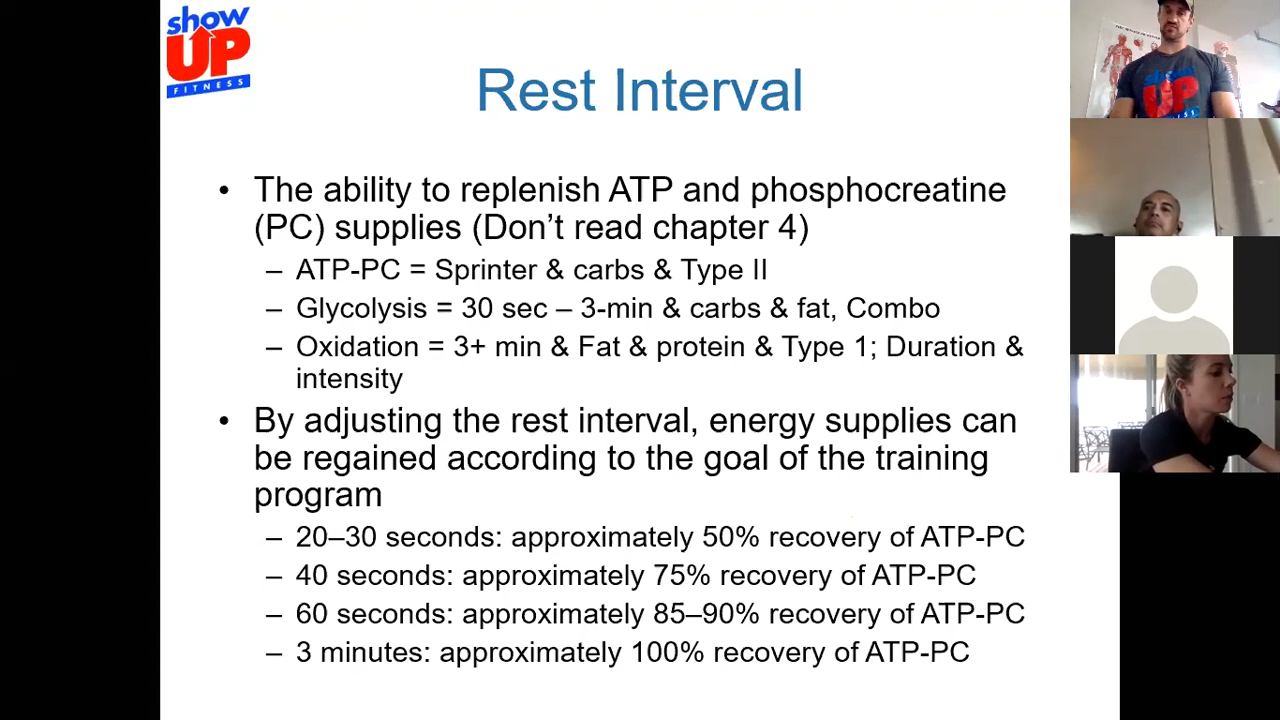 show
UP
FITNESS
Rest Interval
• The ability to replenish ATP and phosphocreatine
(PC) supplies (Don’t read chapter 4)
– ATP-PC = Sprinter & carbs & Type II
– Glycolysis = 30 sec – 3-min & carbs & fat, Combo
– Oxidation = 3+ min & Fat & protein & Type 1; Duration &
intensity
• By adjusting the rest interval, energy supplies can
be regained according to the goal of the training
program
– 20–30 seconds: approximately 50% recovery of ATP-PC
– 40 seconds: approximately 75% recovery of ATP-PC
– 60 seconds: approximately 85–90% recovery of ATP-PC
– 3 minutes: approximately 100% recovery of ATP-PC
show
UP